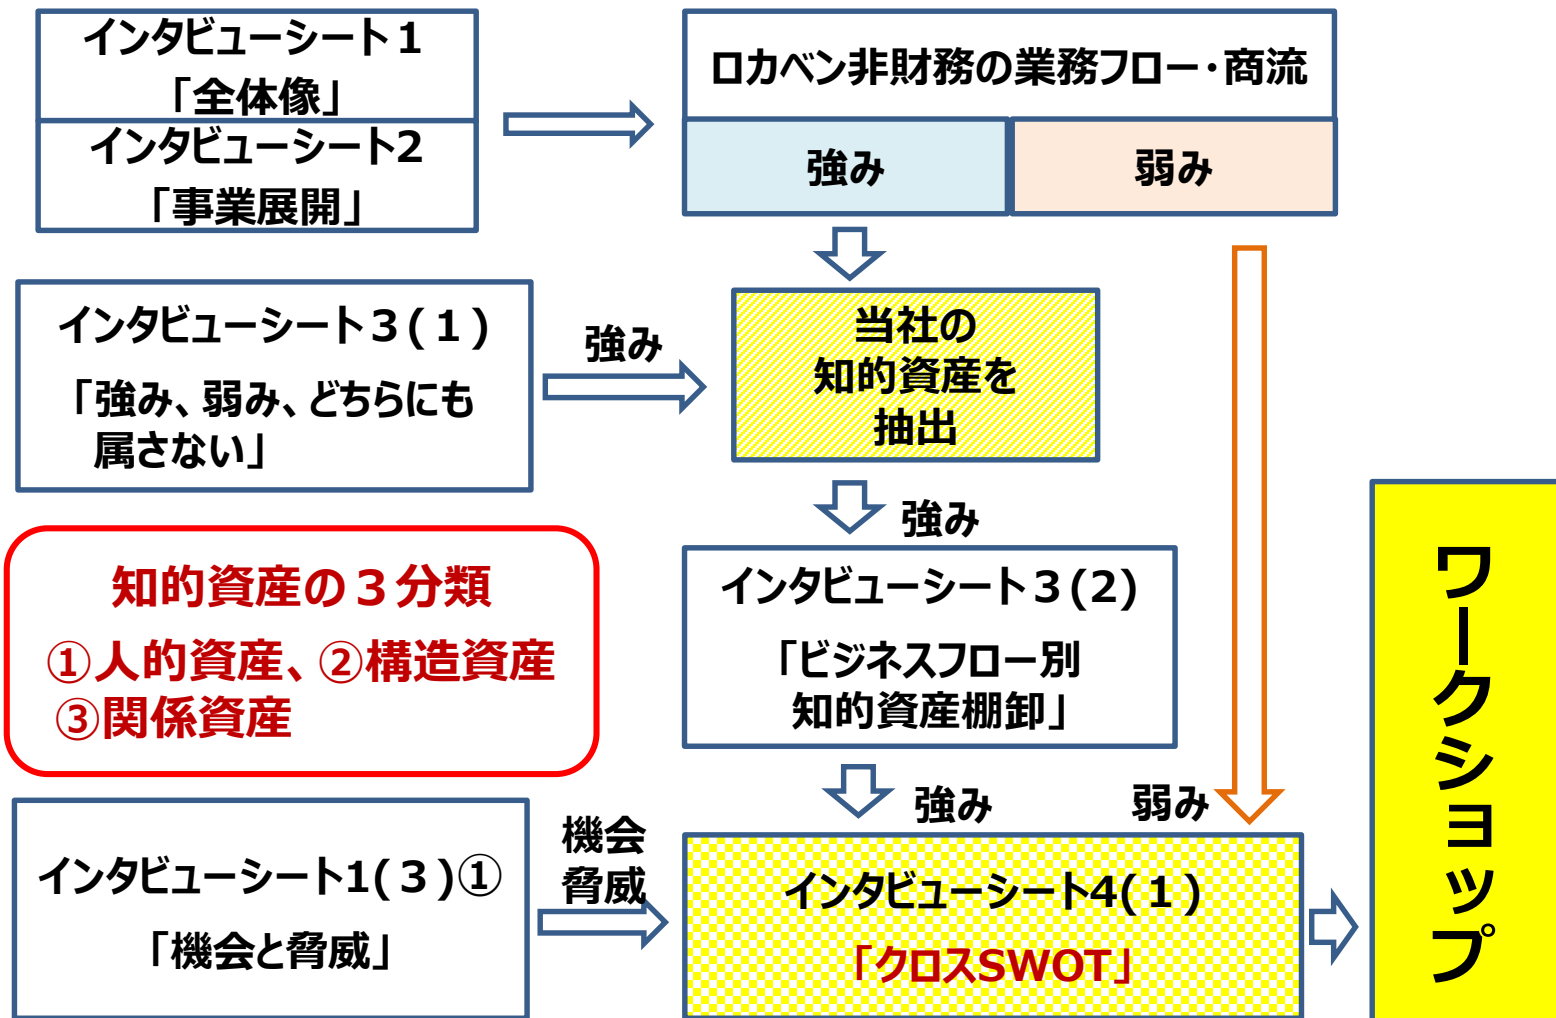 インタビューシート１
「全体像」
インタビューシート2
「事業展開」
ロカベン非財務の業務フロー・商流
強み
弱み
インタビューシート３(１)
「強み、弱み、どちらにも
属さない」
強み
当社の
知的資産を
抽出
強み
知的資産の３分類
①人的資産、②構造資産
③関係資産
インタビューシート３(2)
「ビジネスフロー別
知的資産棚卸」
強み
弱み
インタビューシート1(３)①
「機会と脅威」
機会
脅威
インタビューシート4(１)
「クロスSWOT」
ワークショップ